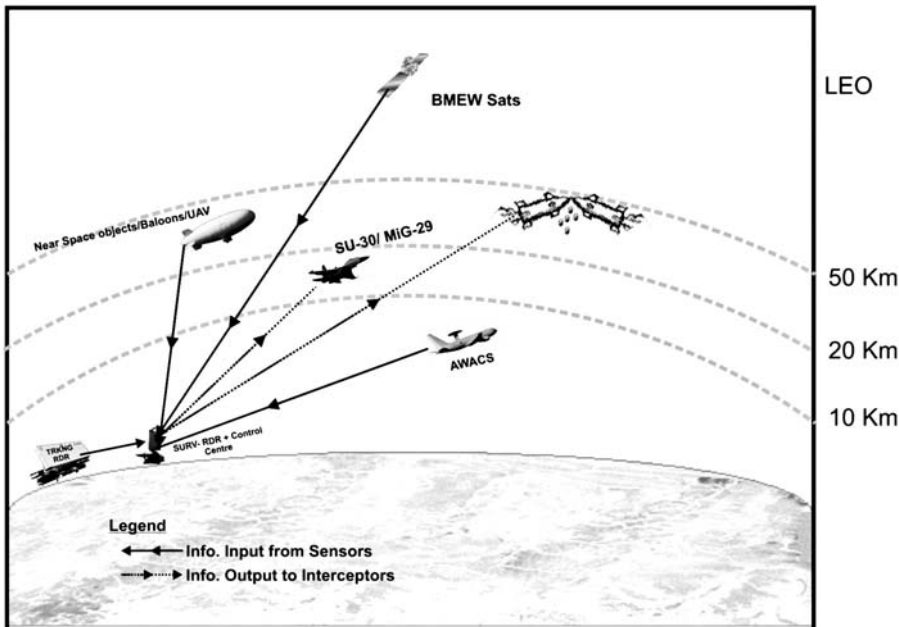 LEO
BMEW Sats
Near Space objects/Baloons/UAV
SU-30/ MiG-29
50 Km
20 Km
AWACS
10 Km
TRKNG
RDR
SURV- RDR + Control
Centre
Legend
Info. Input from Sensors
Info. Output to Interceptors